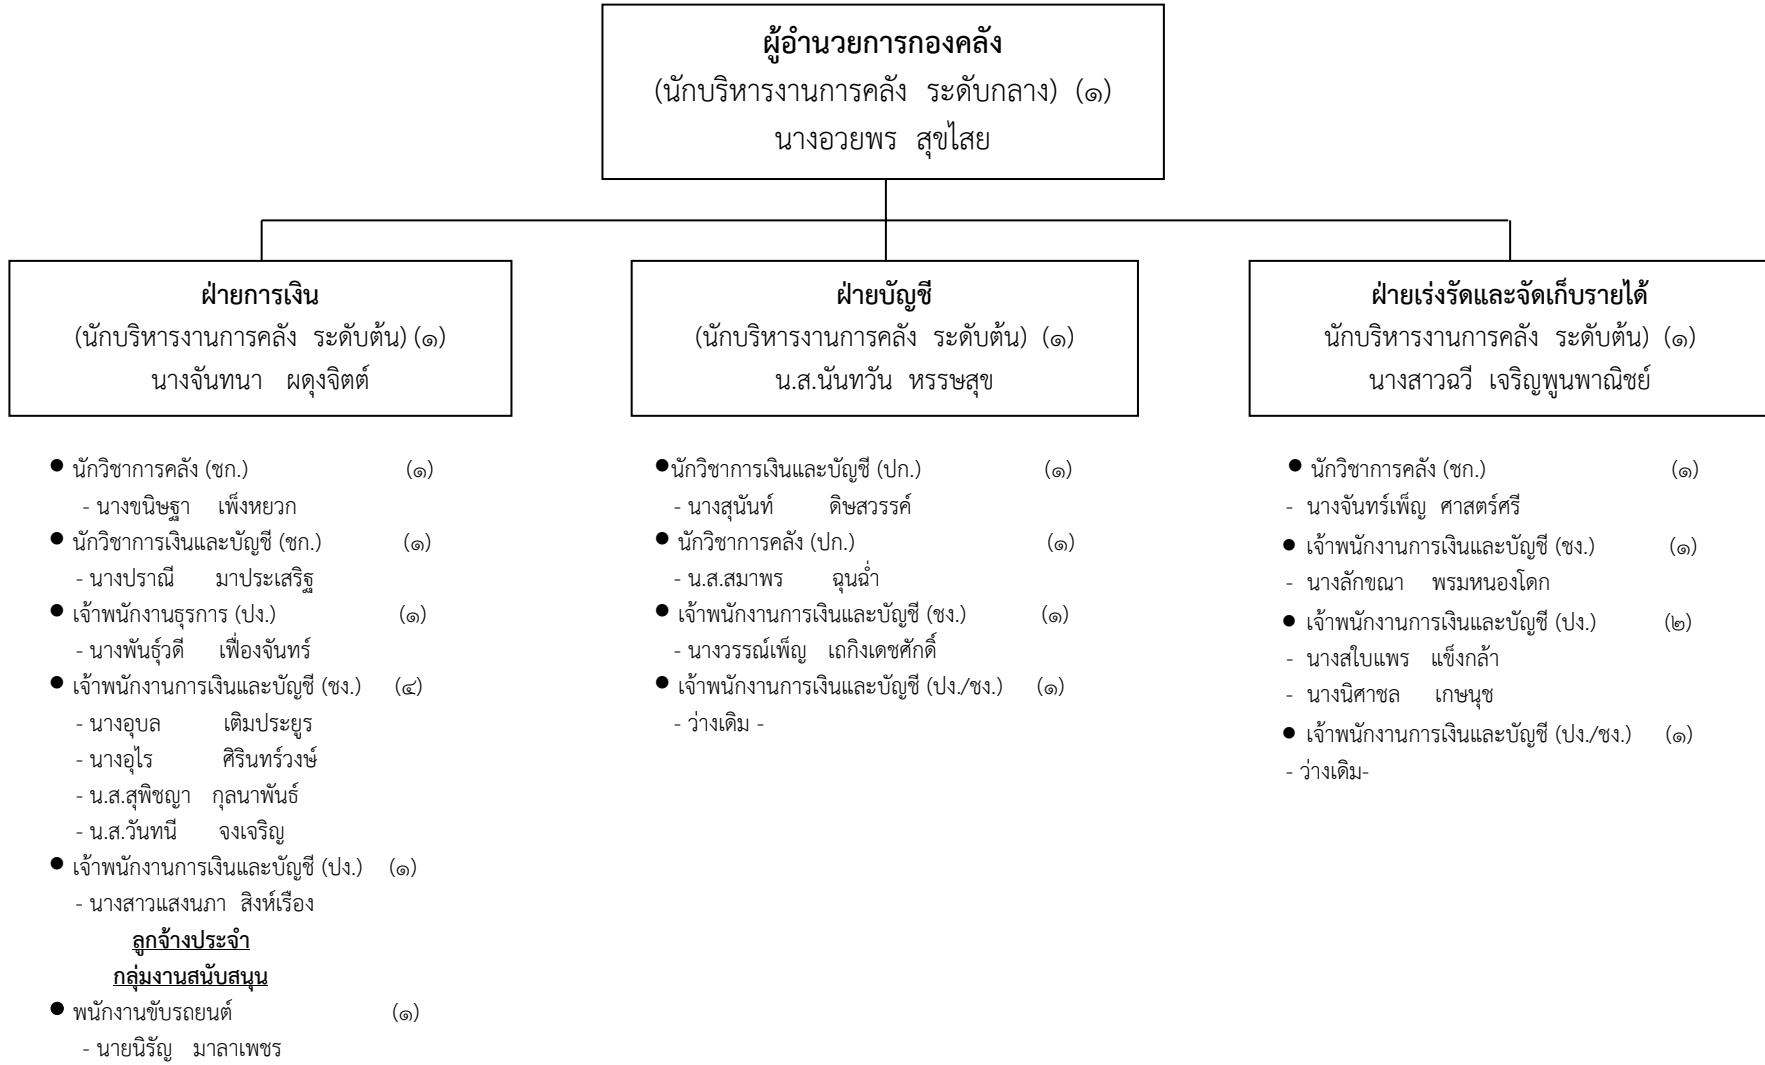 ผู้อำนวยการกองคลัง
(นักบริหารงานการคลัง ระดับกลาง) (๑)
นางอวยพร สุขไสย
ฝ่ายการเงิน
(นักบริหารงานการคลัง ระดับต้น) (๑)
นางจันทนา ผดุงจิตต์
● นักวิชาการคลัง (ชก.) (๑)
- นางขนิษฐา เพ็งหยวก
● นักวิชาการเงินและบัญชี (ชก.) (๑)
- นางปราณี มาประเสริฐ
● เจ้าพนักงานธุรการ (ปง.) (๑)
- นางพันธุ์วดี เฟื่องจันทร์
● เจ้าพนักงานการเงินและบัญชี (ชง.) (๔)
- นางอุบล เติมประยูร
- นางอุไร ศิรินทร์วงษ์
- น.ส.สุพิชญา กุลนาพันธ์
- น.ส.วันทนี จงเจริญ
● เจ้าพนักงานการเงินและบัญชี (ปง.) (๑)
- นางสาวแสงนภา สิงห์เรือง
ลูกจ้างประจำ
กลุ่มงานสนับสนุน
● พนักงานขับรถยนต์ (๑)
- นายนิรัญ มาลาเพชร
ฝ่ายบัญชี
(นักบริหารงานการคลัง ระดับต้น) (๑)
น.ส.นันทวัน หรรษสุข
●นักวิชาการเงินและบัญชี (ปก.) (๑)
- นางสุนันท์ ดิษสวรรค์
● นักวิชาการคลัง (ปก.) (๑)
- น.ส.สมาพร ฉุนฉ่ำ
● เจ้าพนักงานการเงินและบัญชี (ชง.) (๑)
- นางวรรณ์เพ็ญ เถกิงเดชศักดิ์
● เจ้าพนักงานการเงินและบัญชี (ปง./ชง.) (๑)
- ว่างเดิม -
ฝ่ายเร่งรัดและจัดเก็บรายได้
นักบริหารงานการคลัง ระดับต้น) (๑)
นางสาวฉวี เจริญพูนพาณิชย์
● นักวิชาการคลัง (ชก.) (๑)
- นางจันทร์เพ็ญ ศาสตร์ศรี
● เจ้าพนักงานการเงินและบัญชี (ชง.) (๑)
- นางลักขณา พรมหนองโดก
● เจ้าพนักงานการเงินและบัญชี (ปง.) (๒)
- นางสใบแพร แข็งกล้า
- นางนิศาชล เกษนุช
● เจ้าพนักงานการเงินและบัญชี (ปง./ชง.) (๑)
- ว่างเดิม-